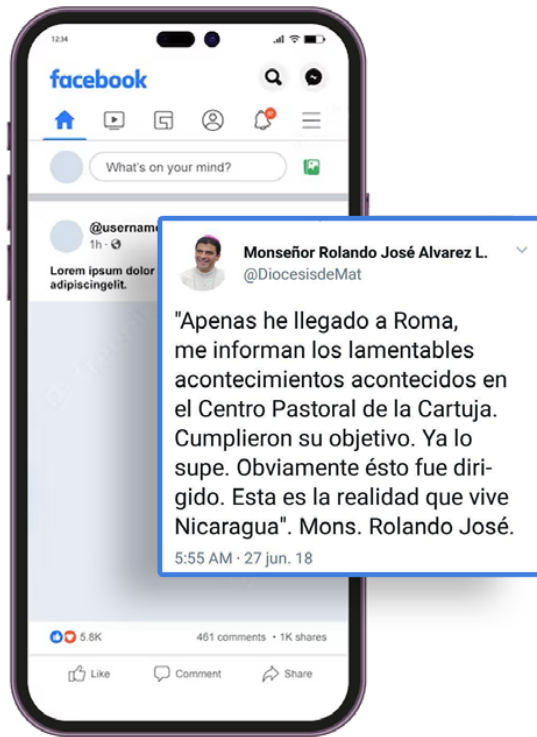 12:34
facebook
What's on your mind?
@usernam
1h
Lorem ipsum dolor
adipiscingelit.
Monseñor Rolando José Alvarez L.
@DiocesisdeMat
"Apenas he llegado a Roma,
me informan los lamentables
acontecimientos acontecidos en
el Centro Pastoral de la Cartuja.
Cumplieron su objetivo. Ya lo
supe. Obviamente ésto fue diri-
gido. Esta es la realidad que vive
Nicaragua". Mons. Rolando José.
5:55 AM · 27 jun. 18
5.8K
461 comments • 1K shares
Like
Comment
Share